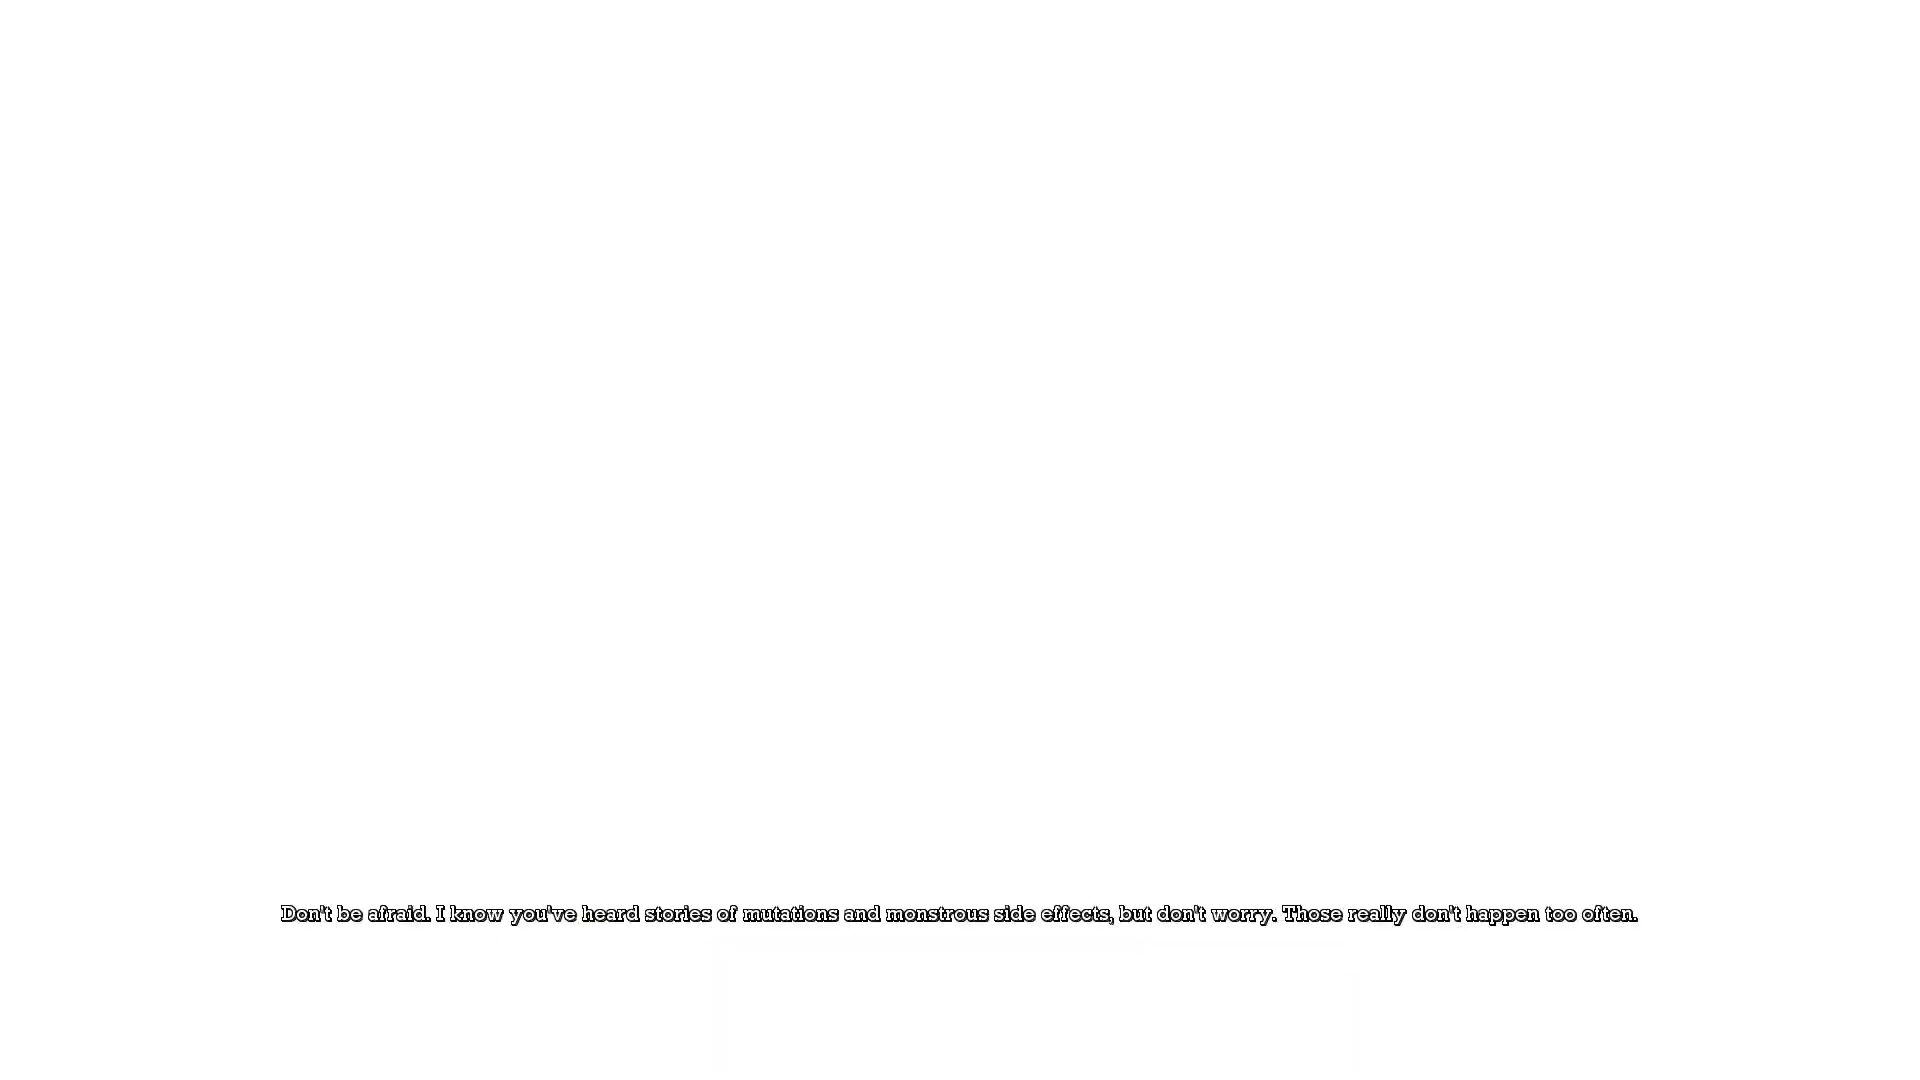 Don't be afraid. I know you've heard stories of mutations and monstrous side effects, but don't worry. Those really don't happen too often.